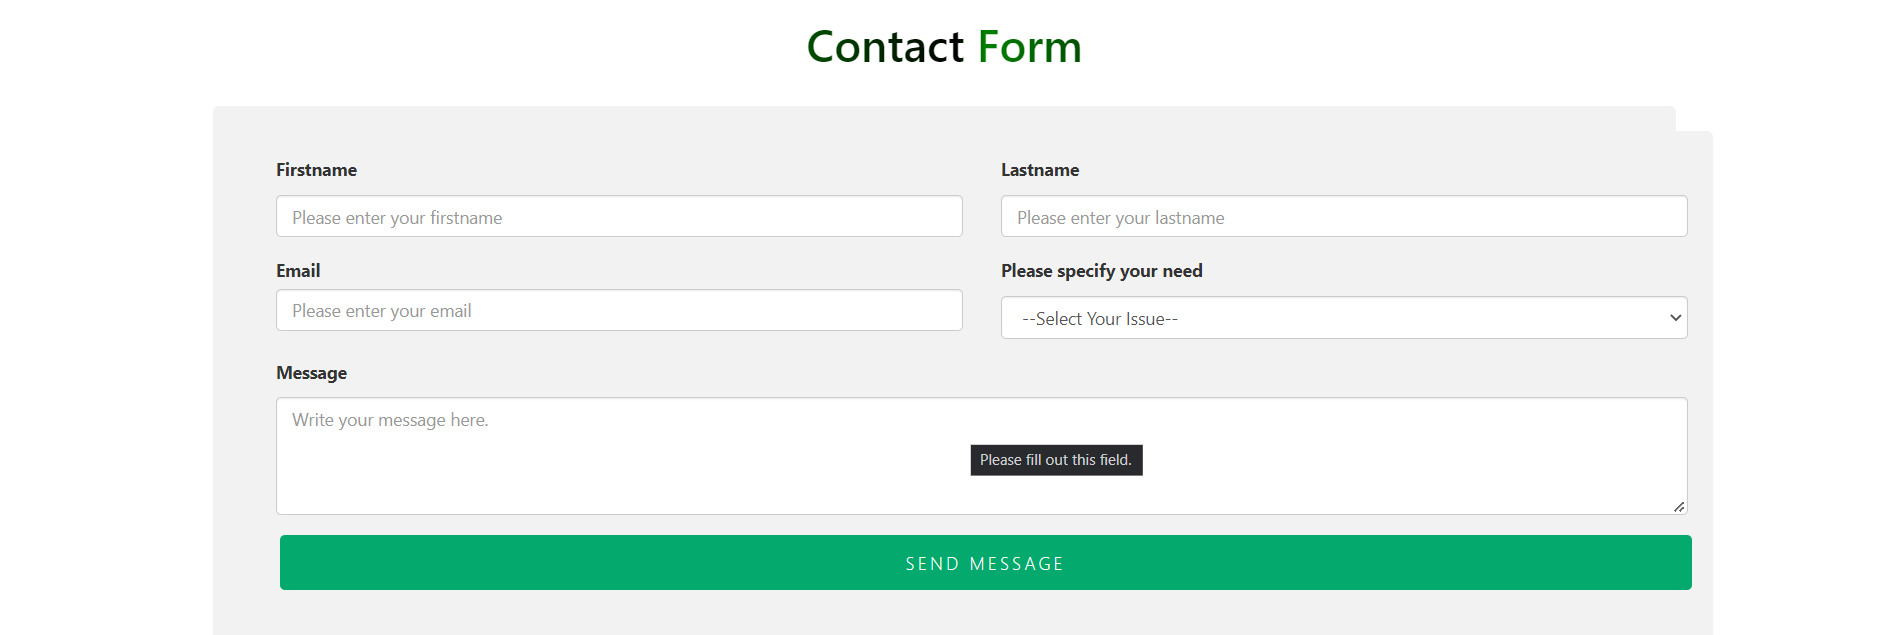 Contact Form
Firstname
Lastname
Please enter your firstname
Please enter your lastname
Email
Please specify your need
Please enter your email
--Select Your Issue--
Message
Write your message here.
Please fill out this field.
SEND MESSAGE